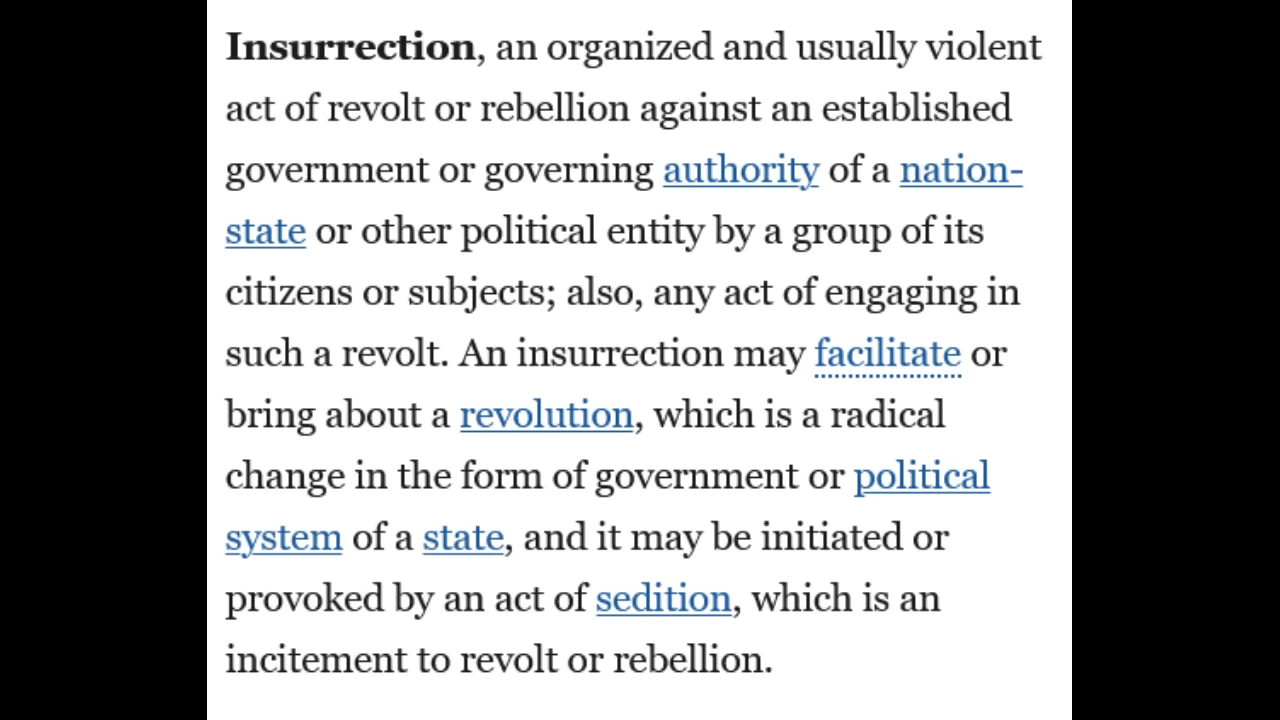 Insurrection, an organized and usually violent
act of revolt or rebellion against an established
government or governing authority of a nation-
state or other political entity by a group of its
citizens or subjects; also, any act of engaging in
such a revolt. An insurrection may facilitate or
bring about a revolution, which is a radical
change in the form of government or political
system of a state, and it may be initiated or
provoked by an act of sedition, which is an
incitement to revolt or rebellion.